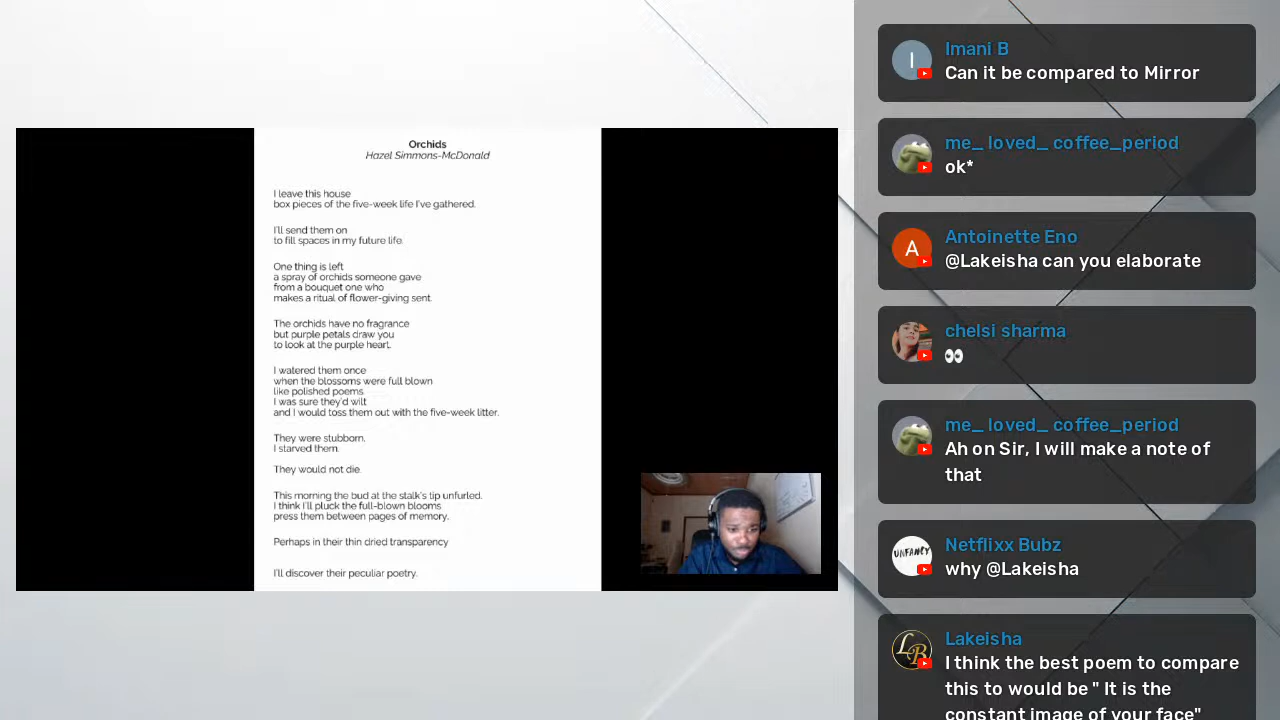 Orchids
Hazel Simmons-McDonald
I leave this house
box pieces of the five-week life I've gathered.
I'll send them on
to fill spaces in my future life.
One thing is left
a spray of orchids someone gave
from a bouquet one who
makes a ritual of flower-giving sent.
The orchids have no fragrance
but purple petals draw you
to look at the purple heart.
I watered them once
when the blossoms were full blown
like polished poems.
I was sure they'd wilt
and I would toss them out with the five-week litter.
They were stubborn.
I starved them.
They would not die.
This morning the bud at the stalk's tip unfurled.
I think I'll pluck the full-blown blooms
press them between pages of memory.
Perhaps in their thin dried transparency
I'll discover their peculiar poetry.
I
Imani B
Can it be compared to Mirror
me_ loved_ coffee_period
ok*
A
Antoinette Eno
@Lakeisha can you elaborate
chelsi sharma
👀
me_ loved_ coffee_period
Ah on Sir, I will make a note of
that
UNFANCY
Netflixx Bubz
why @Lakeisha
LB
Lakeisha
I think the best poem to compare
this to would be " It is the
constant image of your face"